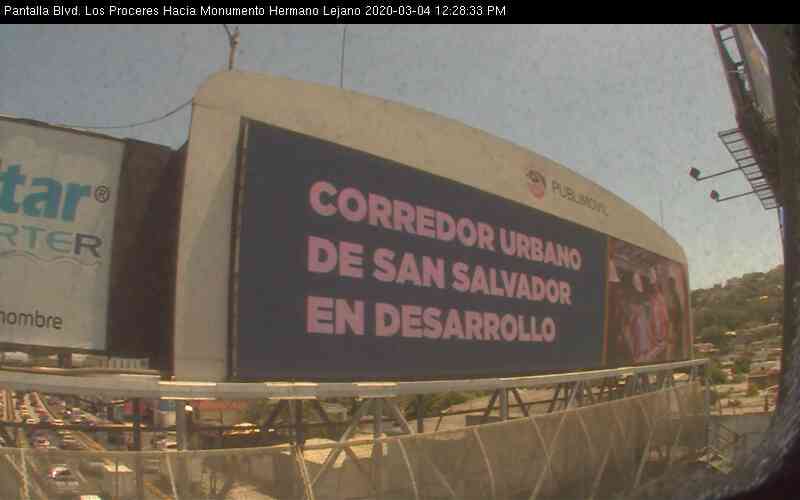 Pantalla Blvd. Los Proceres Hacia Monumento Hermano Lejano 2020-03-04 12:28:33 PM
PUBLIMOVIL
CORREDOR URBANO
DE SAN SALVADOR
EN DESARROLLO
tar®
RTER
nombre